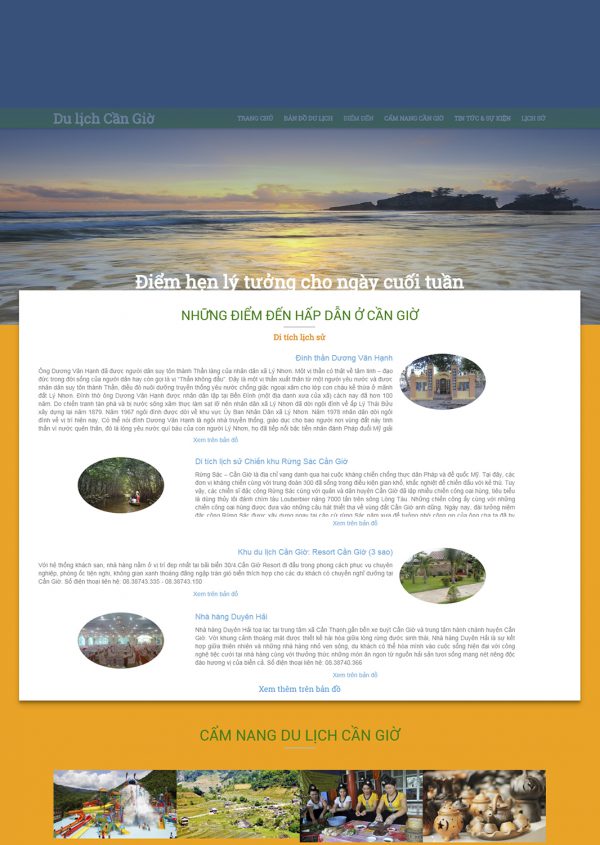 Du lịch Cần Giờ
TRANG CHỦ BẢN ĐỒ DU LỊCH ĐIỂM ĐẾN CẨM NANG CẦN GIỜ TIN TỨC & SỰ KIỆN LỊCH SỬ
Điểm hẹn lý tưởng cho ngày cuối tuần
NHỮNG ĐIỂM ĐẾN HẤP DẪN Ở CẦN GIỜ
Di tích lịch sử
Đình thần Dương Văn Hạnh
Ông Dương Văn Hạnh đã được người dân suy tôn thành Thần làng của nhân dân xã Lý Nhơn. Một vị thần có thật về tâm linh – đạo
đức trong đời sống của người dân hay còn gọi là vị "Thần không đầu". Đây là một vị thần xuất thân từ một người yêu nước và được
nhân dân suy tôn thành Thần, điều đó nuôi dưỡng truyền thống yêu nước chống giặc ngoại xâm cho lớp con cháu kế thừa ở mảnh
đất Lý Nhơn. Đình thờ ông Dương Văn Hạnh được nhân dân lập tại Bến Đình (một địa danh xưa của xã) cách nay đã hơn 100
năm. Do chiến tranh tàn phá và bị nước sông xâm thực làm sạt lở nên nhân dân xã Lý Nhơn đã dời ngôi đình về ấp Lý Thái Bửu
xây dựng lại năm 1879. Năm 1967 ngôi đình được dời về khu vực Ủy Ban Nhân Dân xã Lý Nhơn. Năm 1978 nhân dân dời ngôi
đình về vị trí hiện nay. Có thể nói đình Dương Văn Hạnh là ngôi nhà truyền thống, giáo dục cho bao người nơi vùng đất này tinh
thần vì nước quên thân, đó là lòng yêu nước quí báu của con người Lý Nhơn, họ đã tiếp nối bậc tiền nhân đánh Pháp đuổi Mỹ giải
Xem trên bản đồ
Di tích lịch sử Chiến khu Rừng Sác Cần Giờ
Rừng Sác – Cần Giờ là địa chỉ vang danh qua hai cuộc kháng chiến chống thực dân Pháp và đế quốc Mỹ. Tại đây, các
đơn vị kháng chiến cùng với trung đoàn 300 đã sống trong điều kiện gian khổ, khắc nghiệt để chiến đấu với kẻ thù. Tuy
vậy, các chiến sĩ đặc công Rừng Sác cùng với quân và dân huyện Cần Giờ đã lập nhiều chiến công oai hùng, tiêu biểu
là dùng thủy lôi đánh chìm tàu Louberbier nặng 7000 tấn trên sông Lòng Tàu. Những chiến công ấy cùng với những
chiến công oai hùng được đưa vào những câu hát thiết tha về vùng đất Cần Giờ anh dũng. Ngày nay, đài tưởng niệm
đặc công Rừng Sác được xây dựng ngay tại căn cứ rừng Sác năm xưa để tưởng nhớ công ơn của ông cha ta đã hy
Xem trên bản đồ
Khu du lịch Cần Giờ: Resort Cần Giờ (3 sao)
Với hệ thống khách sạn, nhà hàng nằm ở vị trí đẹp nhất tại bãi biển 30/4 Cần Giờ Resort đi đầu trong phong cách phục vụ chuyên
nghiệp, phòng ốc tiện nghi, không gian xanh thoáng đãng ngập tràn gió biển thích hợp cho các du khách có chuyến nghỉ dưỡng tại
Cần Giờ. Số điện thoại liên hệ: 08.38743.335 - 08.38743.150
Xem trên bản đồ
Nhà hàng Duyên Hải
Nhà hàng Duyên Hải tọa lạc tại trung tâm xã Cần Thạnh gần bến xe buýt Cần Giờ và trung tâm hành chánh huyện Cần
Giờ. Với khung cảnh thoáng mát được thiết kế hài hòa giữa lòng rừng đước sinh thái, Nhà hàng Duyên Hải là sự kết
hợp giữa thiên nhiên và những nhà hàng nhỏ ven sông, du khách có thể hòa mình vào cuộc sống hiện đại với công
nghệ tiệc cưới tại nhà hàng cùng với thưởng thức những món ăn ngon từ nguồn hải sản tươi sống mang nét riêng độc
đáo hương vị của biển cả. Số điện thoại liên hệ: 08.38740.366
Xem trên bản đồ
Xem thêm trên bản đồ
CẨM NANG DU LỊCH CẦN GIỜ